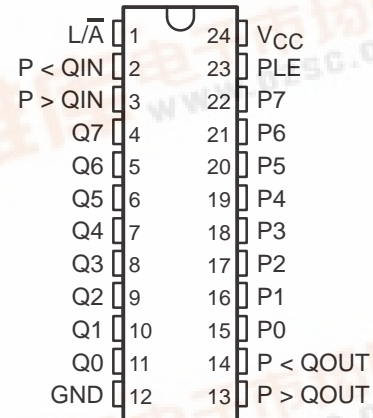 L/A̅ 1 24 VCC
P < QIN 2 23 PLE
P > QIN 3 22 P7
Q7 4 21 P6
Q6 5 20 P5
Q5 6 19 P4
Q4 7 18 P3
Q3 8 17 P2
Q2 9 16 P1
Q1 10 15 P0
Q0 11 14 P < QOUT
GND 12 13 P > QOUT